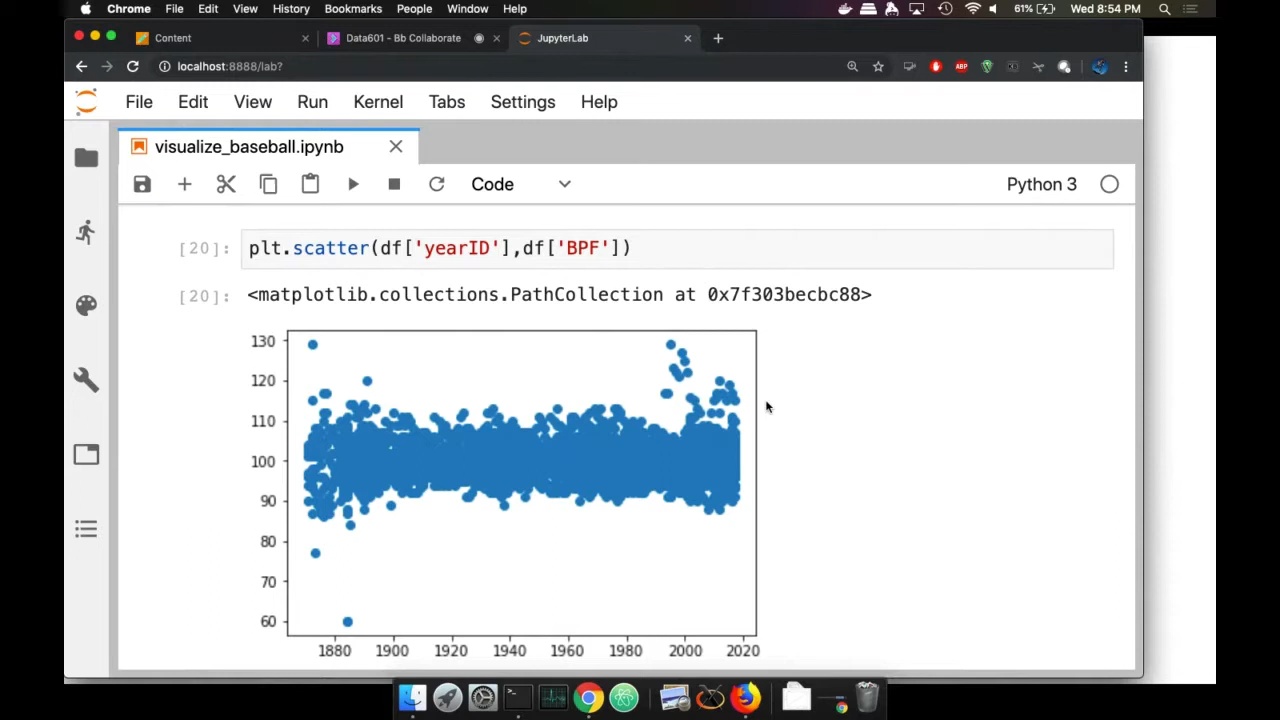 Chrome File Edit View History Bookmarks People Window Help 61% Wed 8:54 PM
Content Data601 - Bb Collaborate JupyterLab
localhost:8888/lab? ABP
File Edit View Run Kernel Tabs Settings Help
visualize_baseball.ipynb
Code Python 3
[20]: plt.scatter(df['yearID'],df['BPF'])
[20]: <matplotlib.collections.PathCollection at 0x7f303becbc88>
130
120
110
100
90
80
70
60
1880 1900 1920 1940 1960 1980 2000 2020